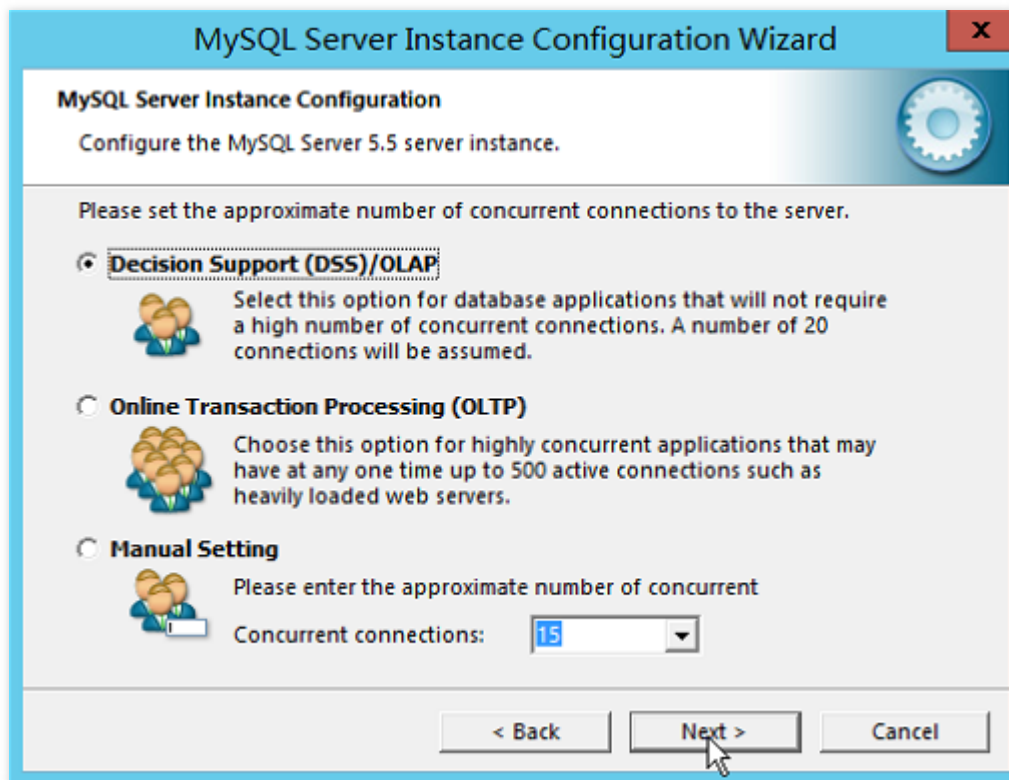 MySQL Server Instance Configuration Wizard
x
MySQL Server Instance Configuration
Configure the MySQL Server 5.5 server instance.
Please set the approximate number of concurrent connections to the server.
Decision Support (DSS)/OLAP
Select this option for database applications that will not require
a high number of concurrent connections. A number of 20
connections will be assumed.
Online Transaction Processing (OLTP)
Choose this option for highly concurrent applications that may
have at any one time up to 500 active connections such as
heavily loaded web servers.
Manual Setting
Please enter the approximate number of concurrent
Concurrent connections: 15
< Back Next > Cancel